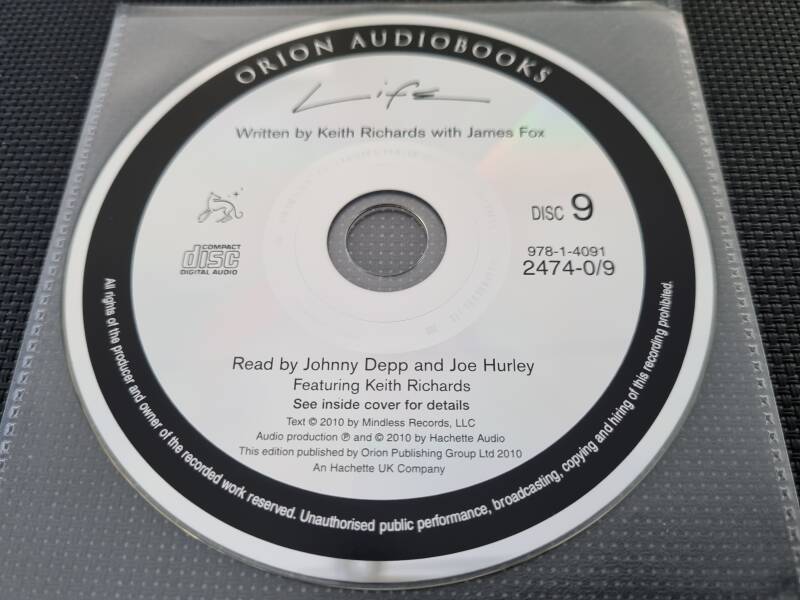 ORION AUDIOBOOKS
Life
Written by Keith Richards with James Fox
DISC 9
COMPACT
disc
DIGITAL AUDIO
978-1-4091
2474-0/9
Read by Johnny Depp and Joe Hurley
Featuring Keith Richards
See inside cover for details
Text © 2010 by Mindless Records, LLC
Audio production ℗ and © 2010 by Hachette Audio
This edition published by Orion Publishing Group Ltd 2010
An Hachette UK Company
All rights of the producer and owner of the recorded work reserved. Unauthorised public performance, broadcasting, copying and hiring of this recording prohibited.